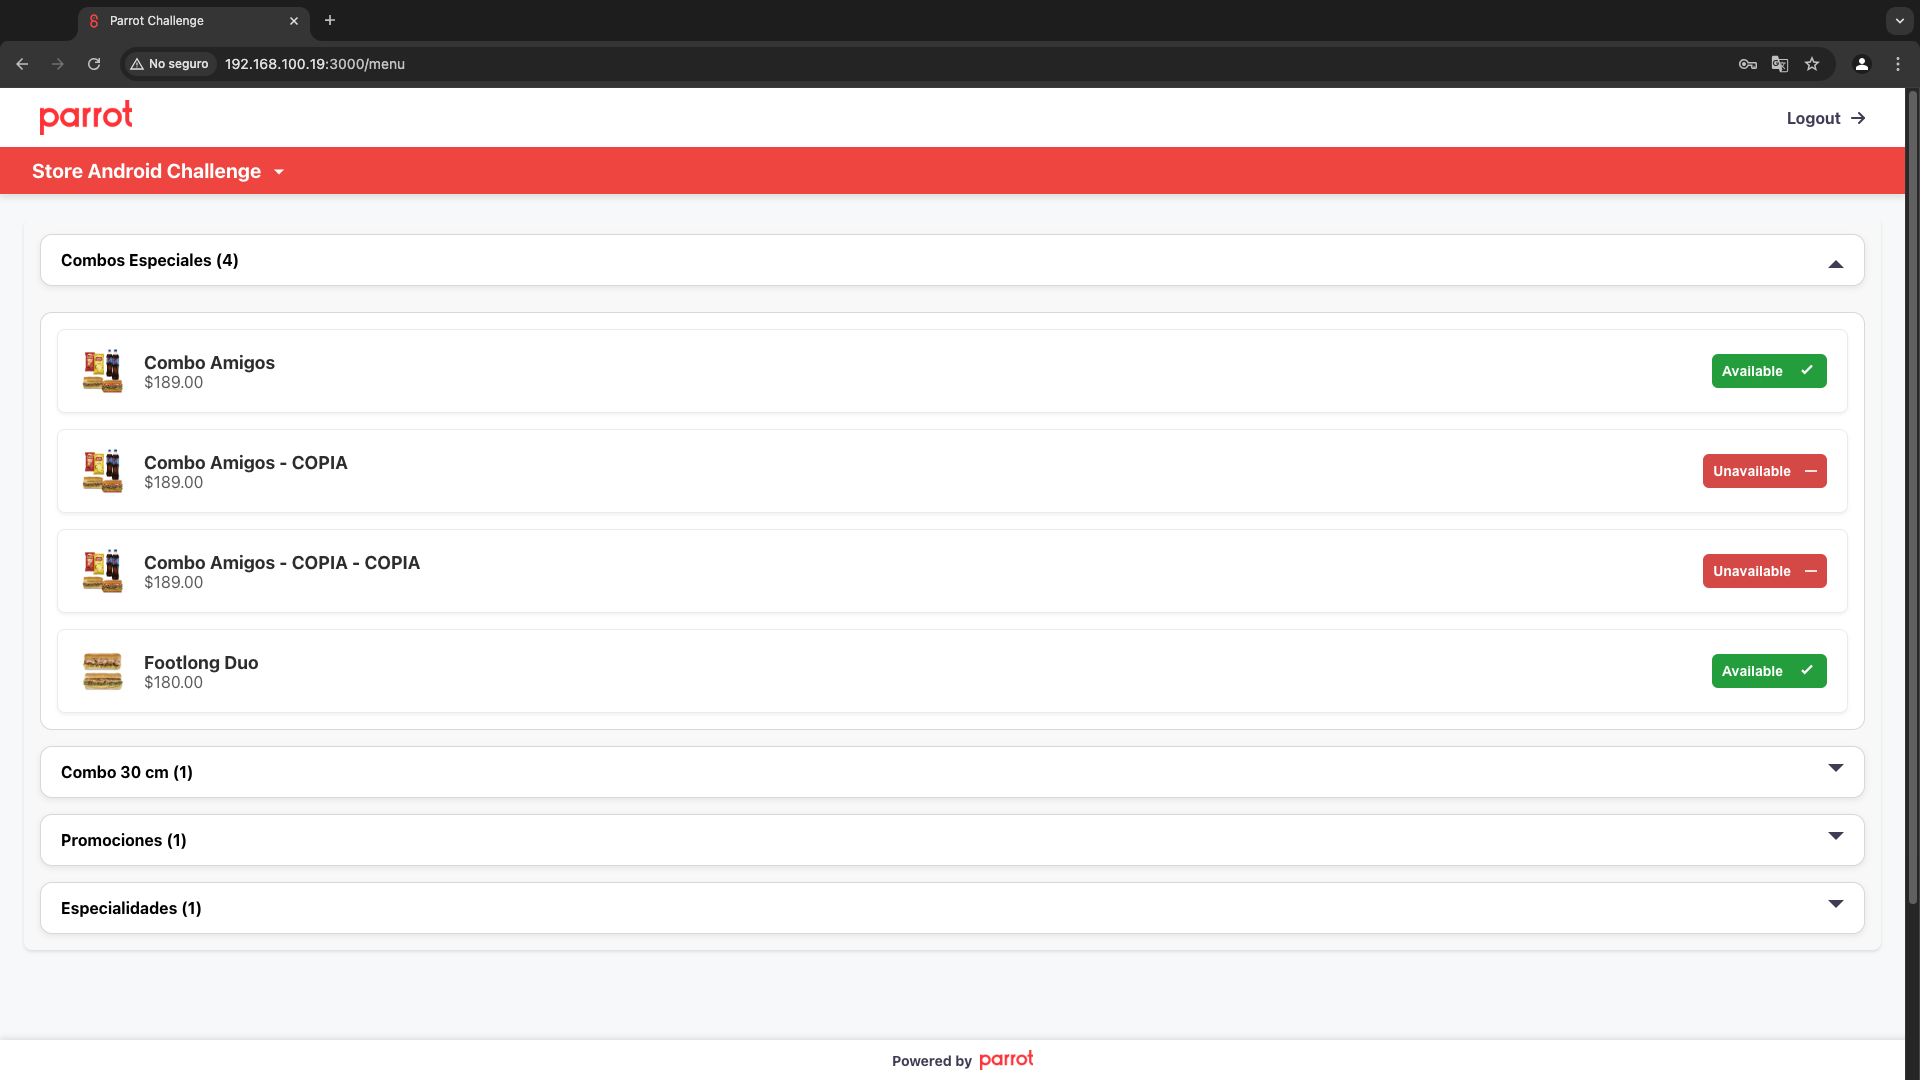 Parrot Challenge
No seguro
192.168.100.19:3000/menu
parrot
Logout
Store Android Challenge
Combos Especiales (4)
Combo Amigos
$189.00
Available
Combo Amigos - COPIA
$189.00
Unavailable
Combo Amigos - COPIA - COPIA
$189.00
Unavailable
Footlong Duo
$180.00
Available
Combo 30 cm (1)
Promociones (1)
Especialidades (1)
Powered by parrot